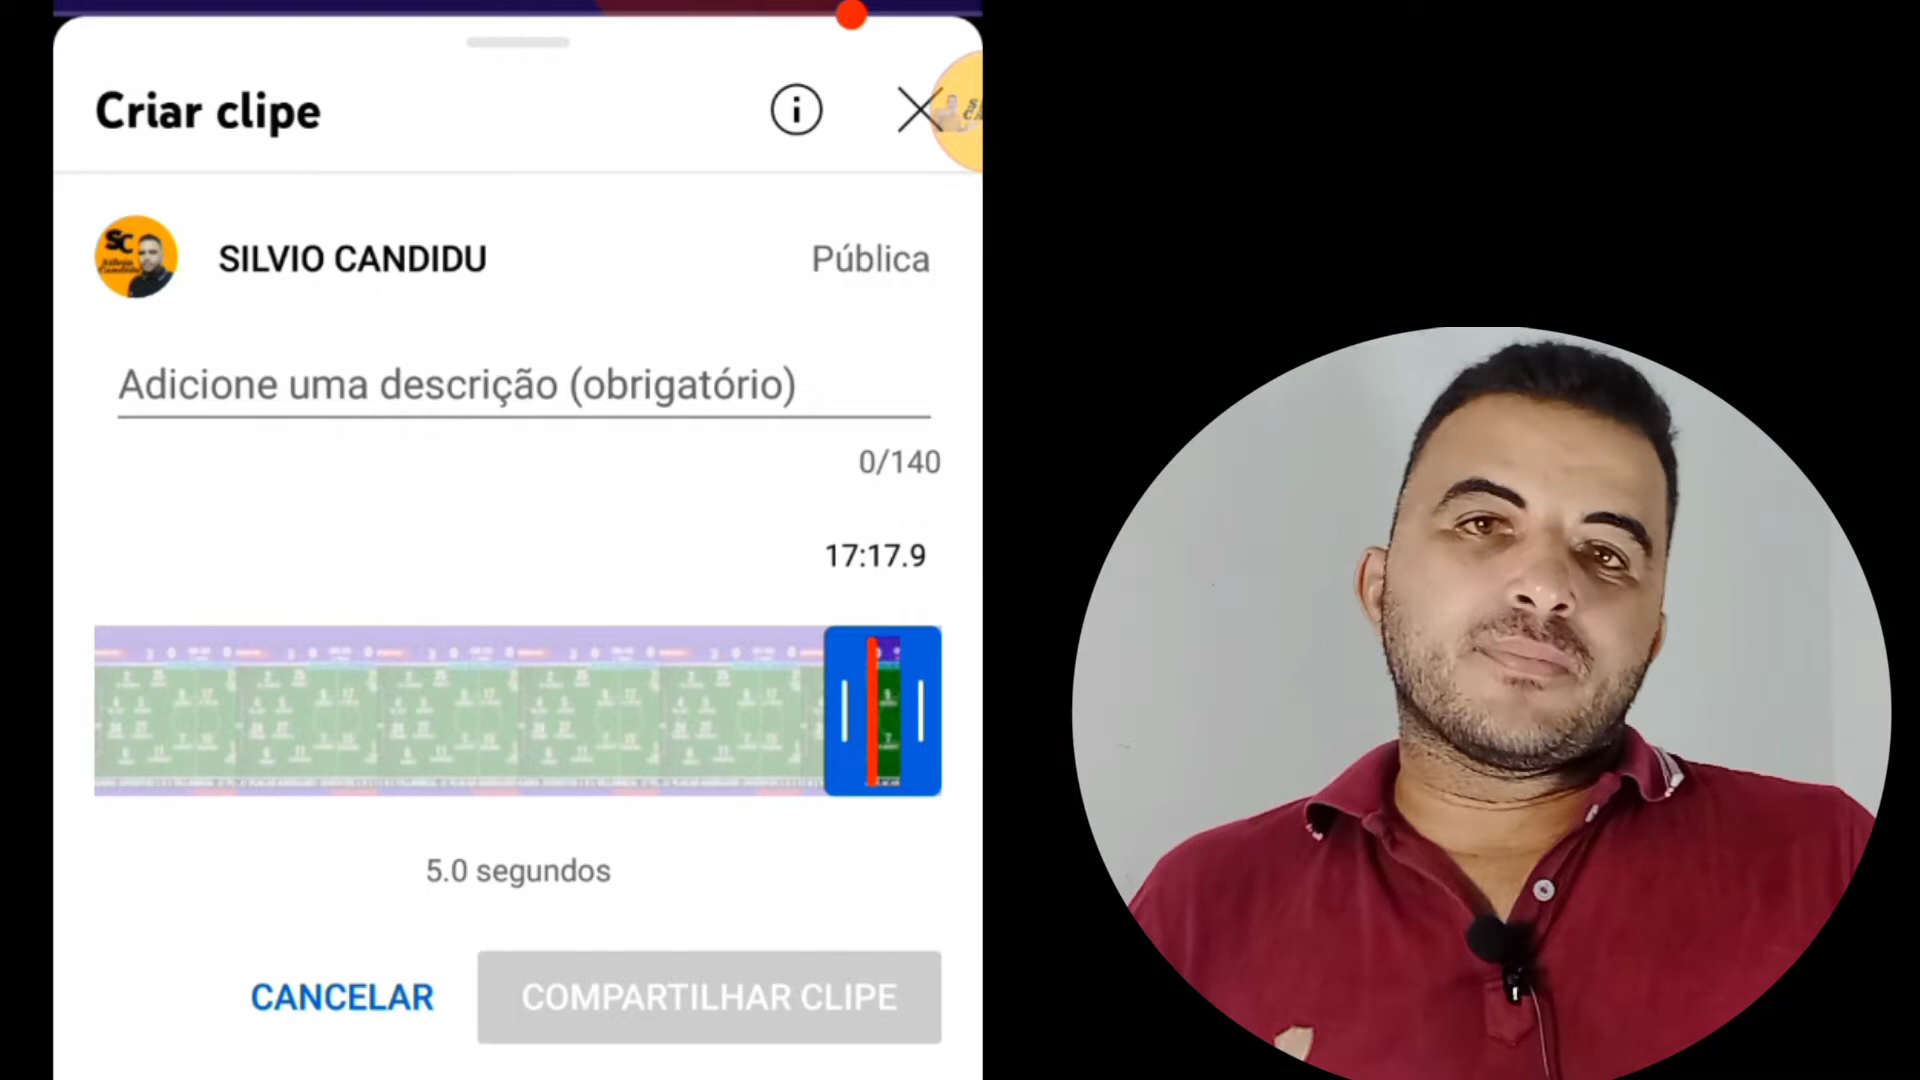 Criar clipe
SC
SILVIO CANDIDU
Pública
Adicione uma descrição (obrigatório)
0/140
17:17.9
5.0 segundos
CANCELAR
COMPARTILHAR CLIPE